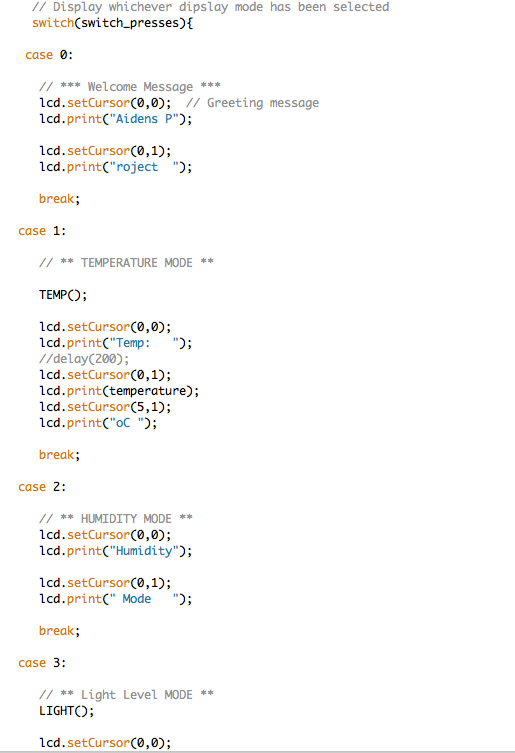 // Display whichever dipslay mode has been selected
switch(switch_presses){
case 0:
// *** Welcome Message ***
lcd.setCursor(0,0);  // Greeting message
lcd.print("Aidens P");
lcd.setCursor(0,1);
lcd.print("roject  ");
break;
case 1:
// ** TEMPERATURE MODE **
TEMP();
lcd.setCursor(0,0);
lcd.print("Temp:   ");
//delay(200);
lcd.setCursor(0,1);
lcd.print(temperature);
lcd.setCursor(5,1);
lcd.print("oC ");
break;
case 2:
// ** HUMIDITY MODE **
lcd.setCursor(0,0);
lcd.print("Humidity");
lcd.setCursor(0,1);
lcd.print(" Mode   ");
break;
case 3:
// ** Light Level MODE **
LIGHT();
lcd.setCursor(0,0);